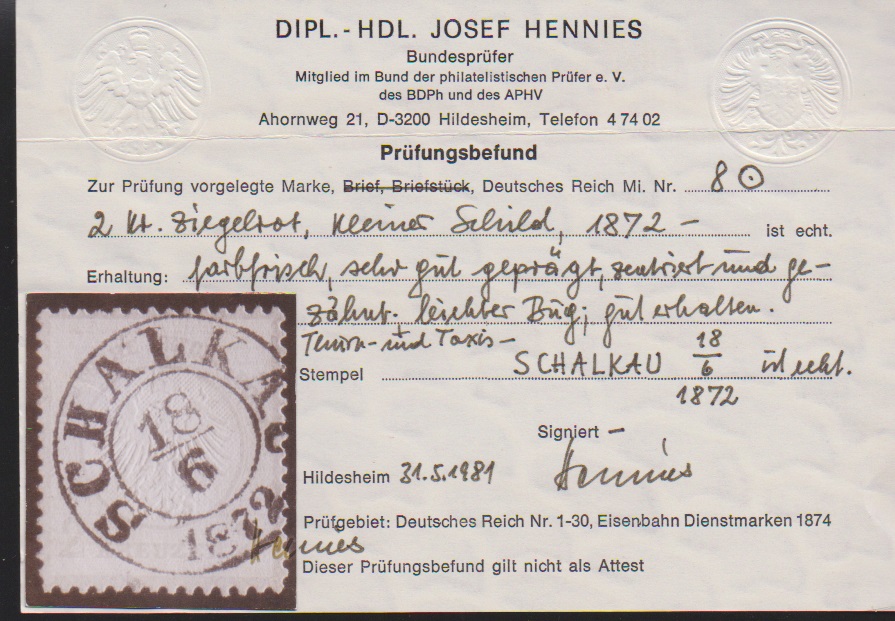 DIPL.-HDL. JOSEF HENNIES
Bundesprüfer
Mitglied im Bund der philatelistischen Prüfer e. V.
des BDPh und des APHV
Ahornweg 21, D-3200 Hildesheim, Telefon 4 74 02
Prüfungsbefund
Zur Prüfung vorgelegte Marke, Brief, Briefstück, Deutsches Reich Mi. Nr. 8 ⊙
2 Kr. ziegelrot, kleiner Schild, 1872 – ist echt.
Erhaltung: farbfrisch, sehr gut geprägt, zentriert und ge-
zähnt. leichter Bug; gut erhalten.
Thurn- und Taxis-
Stempel SCHALKAU 18/6 1872 ist echt.
Signiert –
Hildesheim 31.5.1981 Hennies
Prüfgebiet: Deutsches Reich Nr. 1-30, Eisenbahn Dienstmarken 1874
Dieser Prüfungsbefund gilt nicht als Attest
SCHALKAU
18/6
1872
Hennies